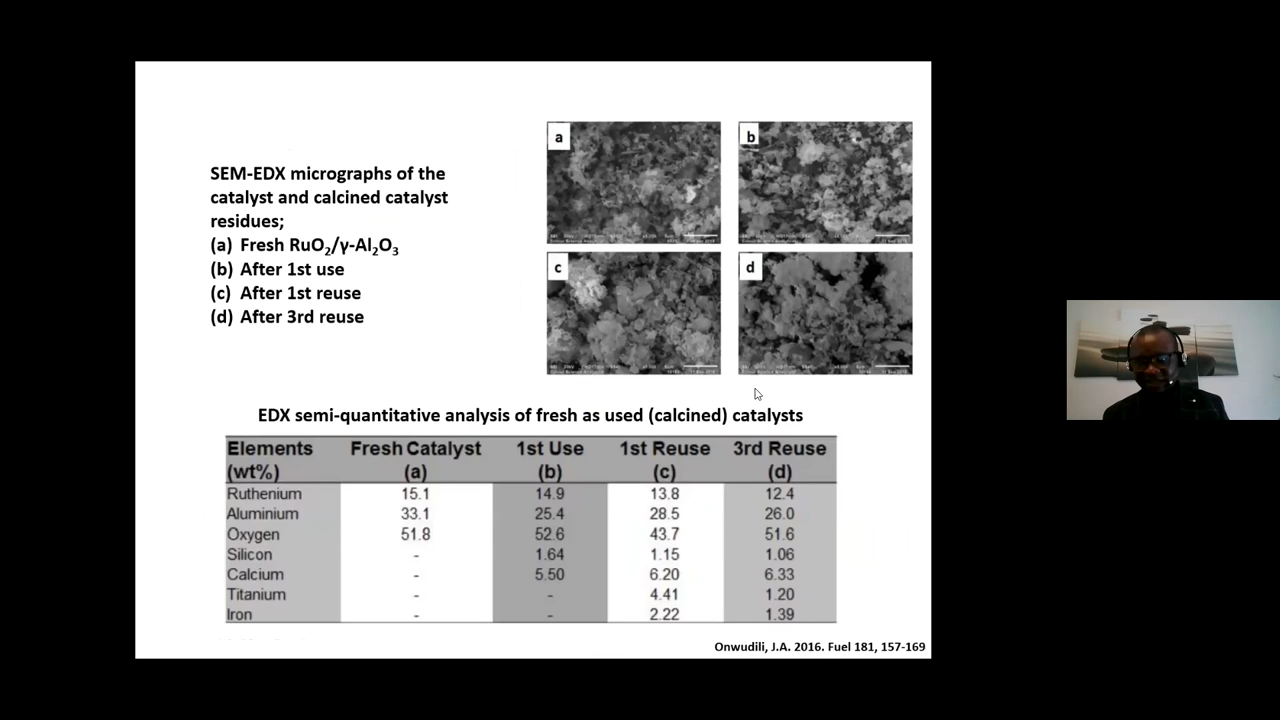 SEM-EDX micrographs of the
catalyst and calcined catalyst
residues;
(a) Fresh RuO₂/γ-Al₂O₃
(b) After 1st use
(c) After 1st reuse
(d) After 3rd reuse
a
b
c
d
EDX semi-quantitative analysis of fresh as used (calcined) catalysts
Elements (wt%) Fresh Catalyst (a) 1st Use (b) 1st Reuse (c) 3rd Reuse (d)
Ruthenium 15.1 14.9 13.8 12.4
Aluminium 33.1 25.4 28.5 26.0
Oxygen 51.8 52.6 43.7 51.6
Silicon - 1.64 1.15 1.06
Calcium - 5.50 6.20 6.33
Titanium - - 4.41 1.20
Iron - - 2.22 1.39
Onwudili, J.A. 2016. Fuel 181, 157-169